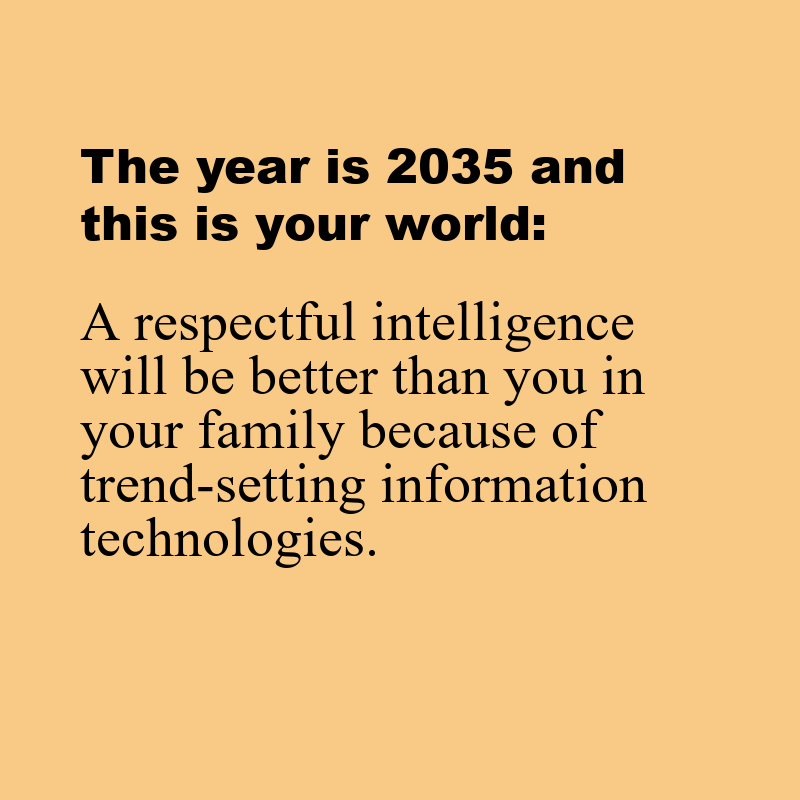 The year is 2035 and
this is your world:
A respectful intelligence
will be better than you in
your family because of
trend-setting information
technologies.